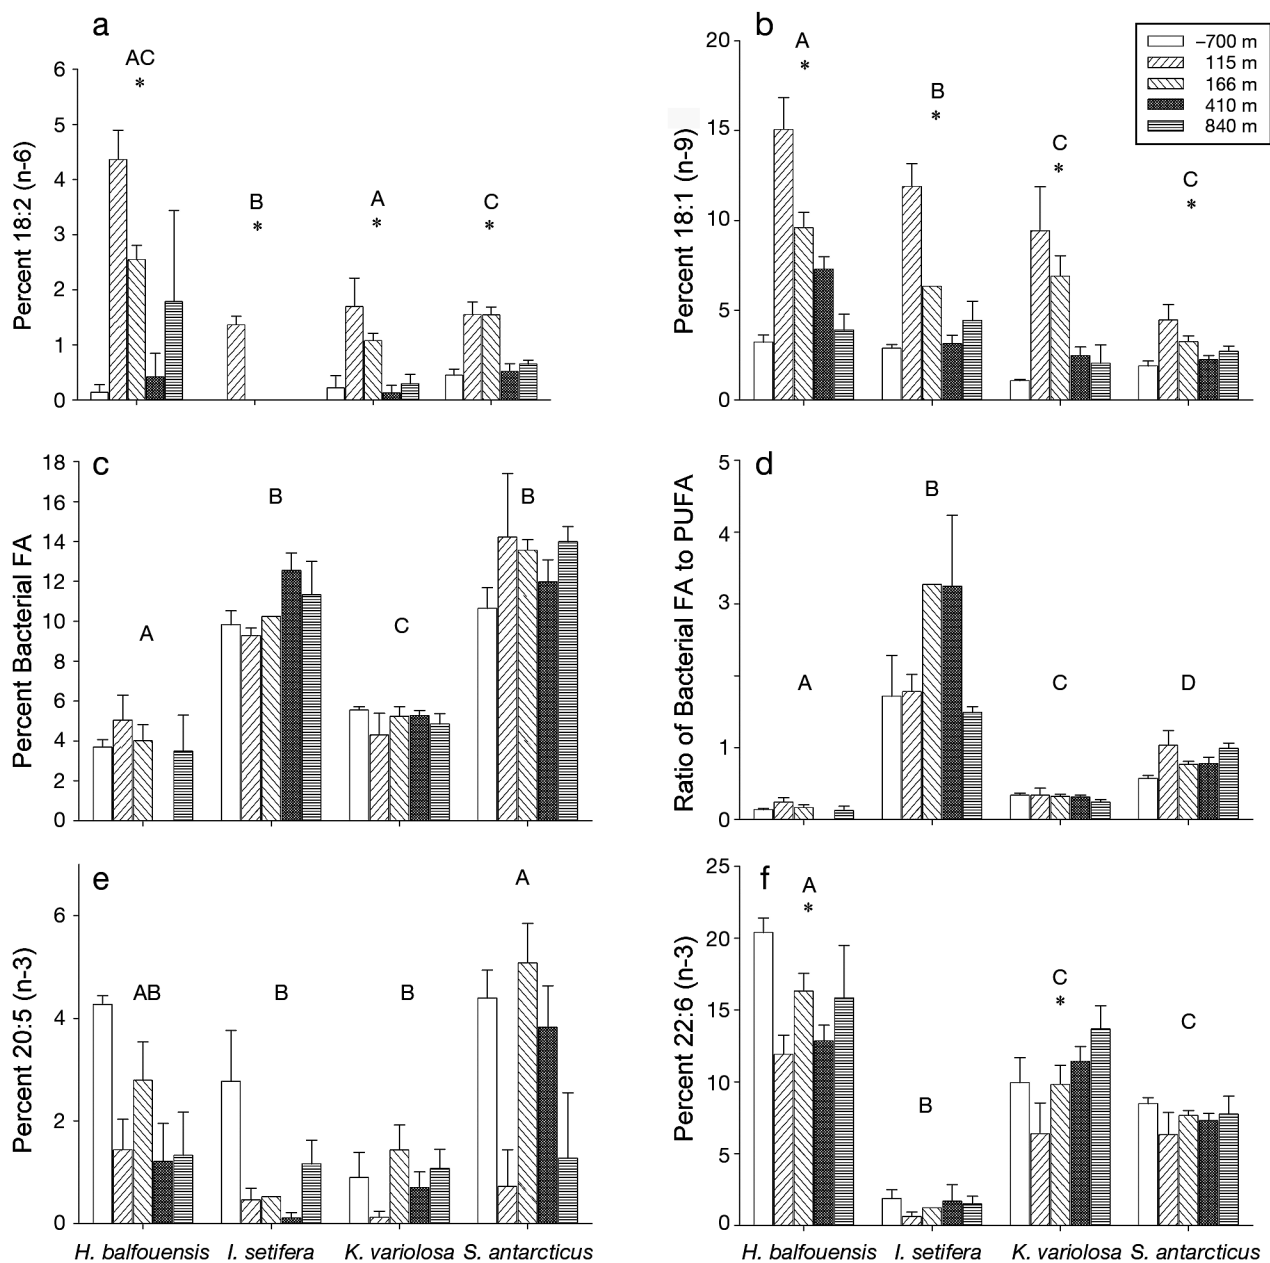 a
AC
*
B
*
A
*
C
*
Percent 18:2 (n-6)
6
5
4
3
2
1
0
b
A
*
B
*
C
*
C
*
Percent 18:1 (n-9)
20
15
10
5
0
–700 m
115 m
166 m
410 m
840 m
c
A
B
C
B
Percent Bacterial FA
18
16
14
12
10
8
6
4
2
0
d
A
B
C
D
Ratio of Bacterial FA to PUFA
5
4
3
1
0
e
AB
B
B
A
Percent 20:5 (n-3)
6
4
2
0
H. balfouensis I. setifera K. variolosa S. antarcticus
f
A
*
B
C
*
C
Percent 22:6 (n-3)
25
20
15
10
5
0
H. balfouensis I. setifera K. variolosa S. antarcticus